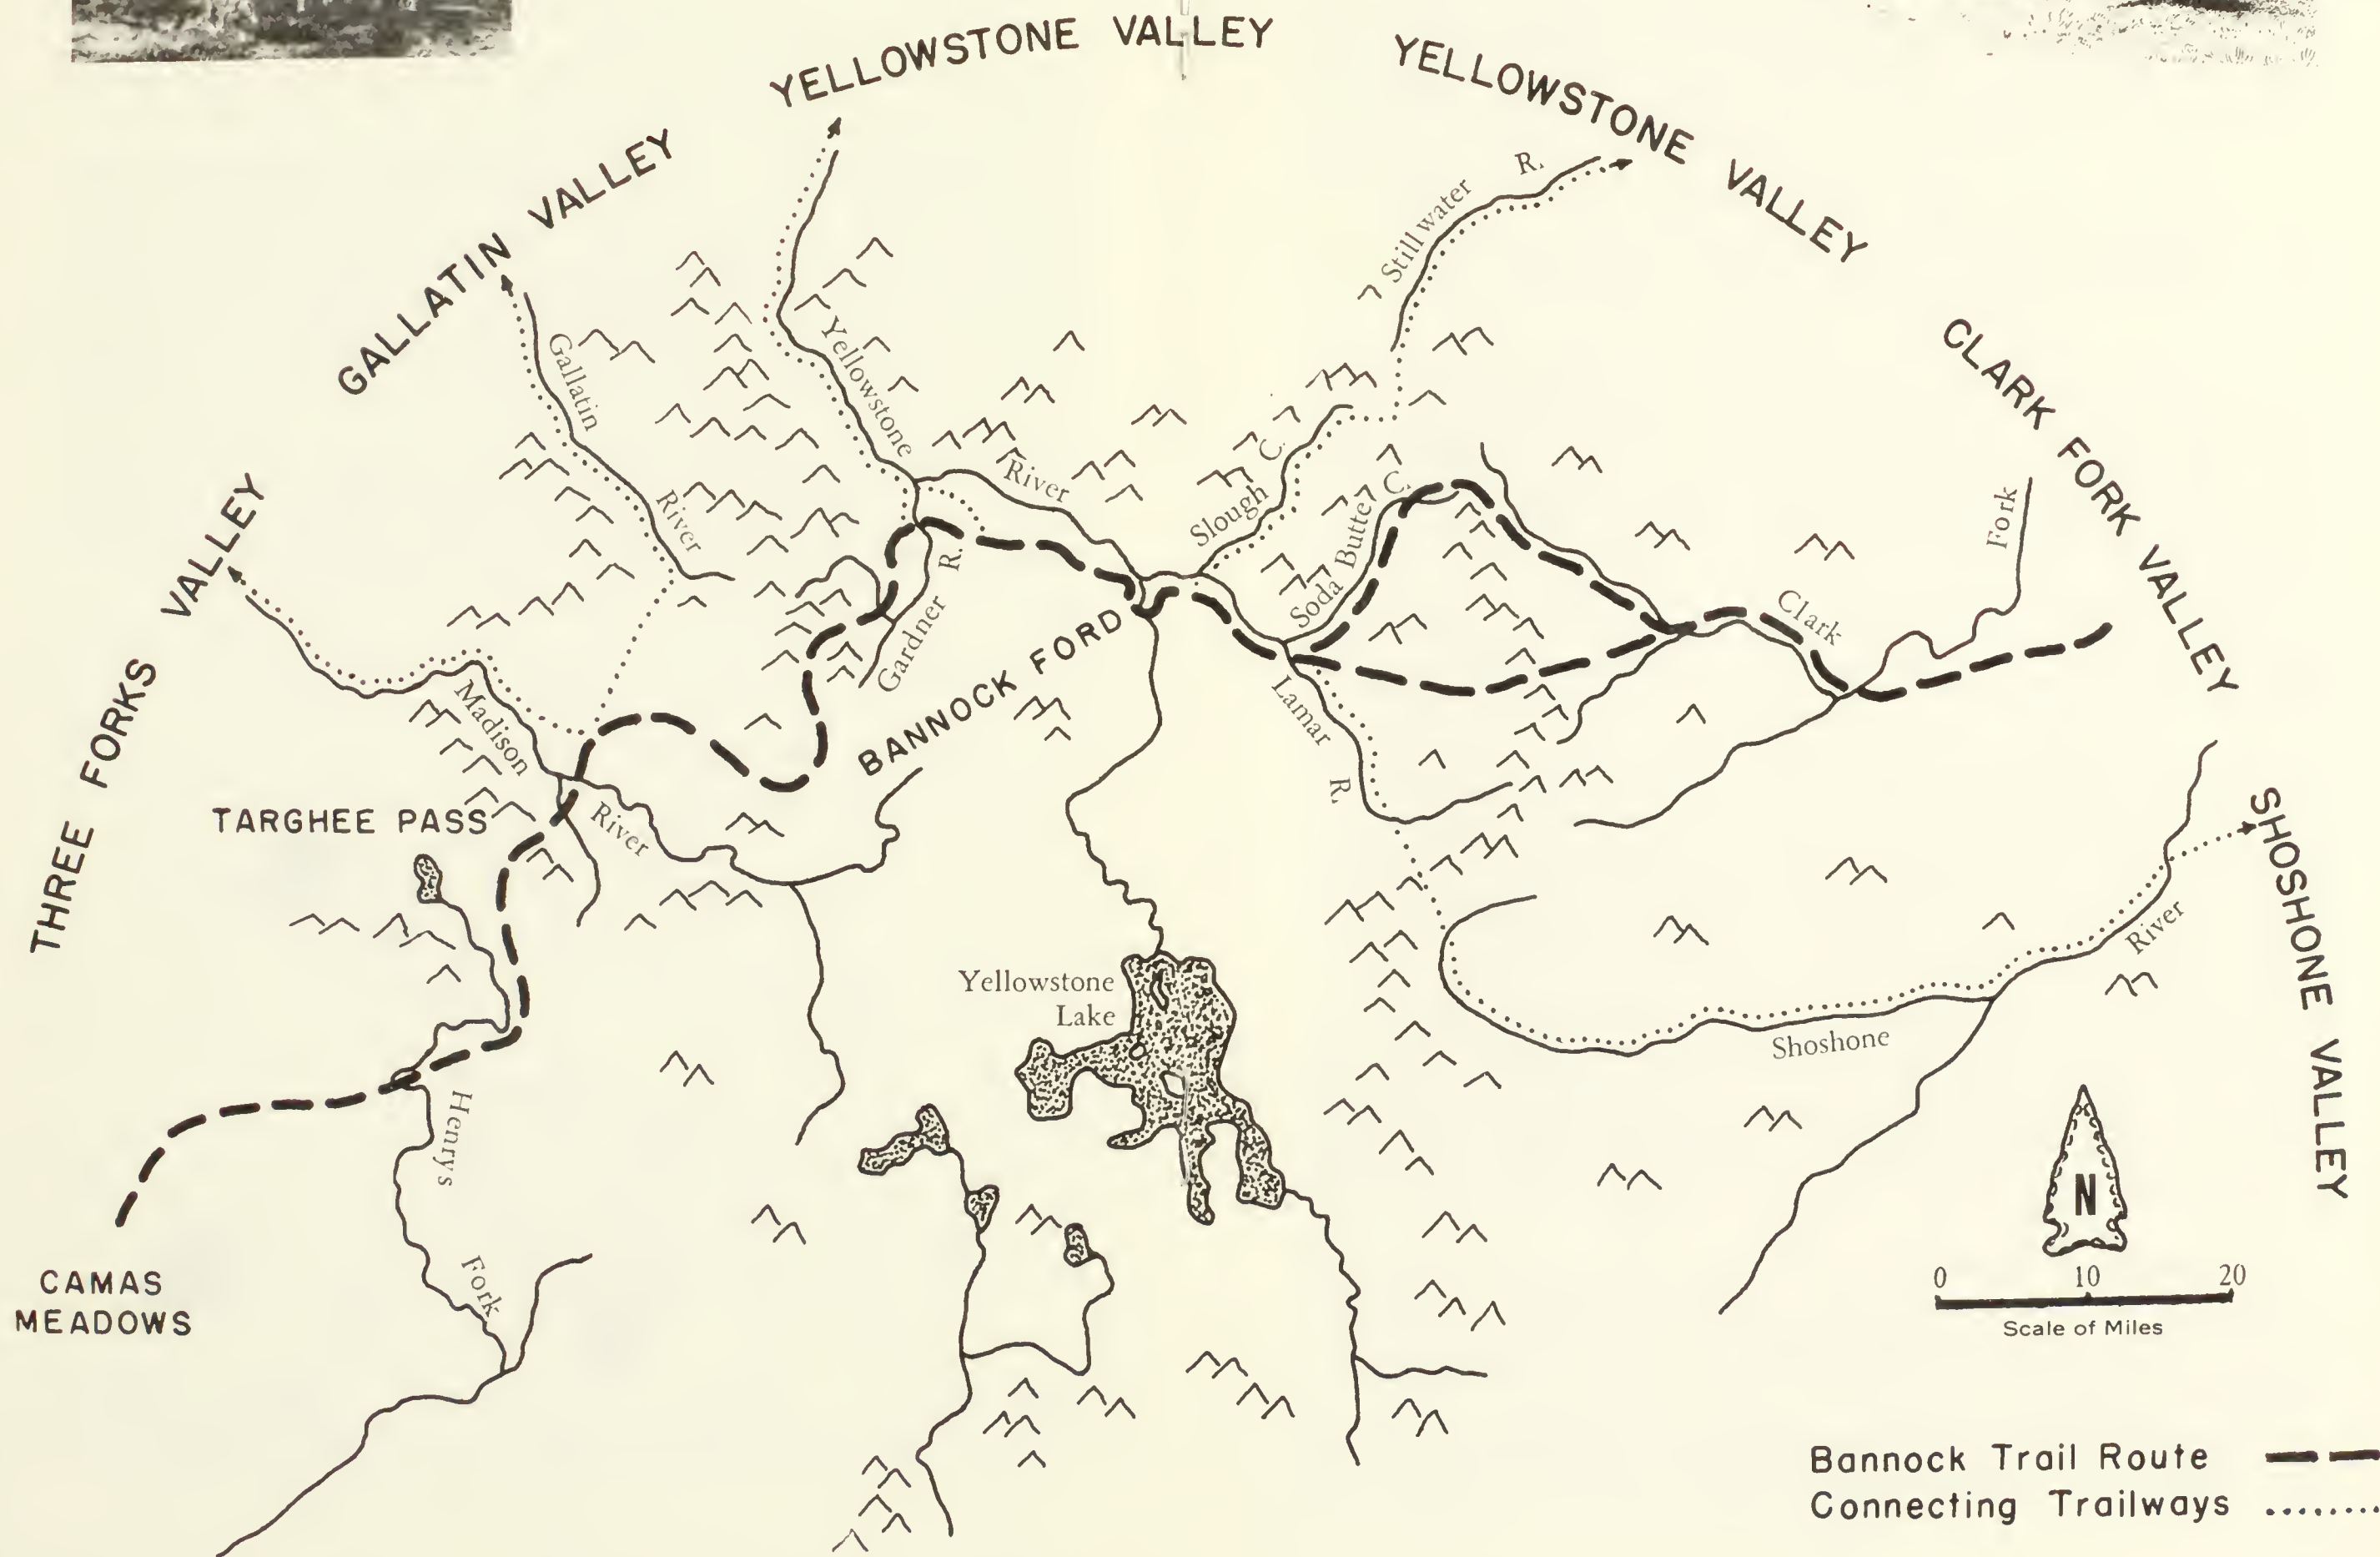 YELLOWSTONE VALLEY
YELLOWSTONE VALLEY
GALLATIN VALLEY
CLARK FORK VALLEY
THREE FORKS VALLEY
SHOSHONE VALLEY
Stillwater R.
Gallatin River
Yellowstone River
Slough C.
Soda Butte C.
Fork
Clark
Gardner R.
BANNOCK FORD
Lamar R.
Madison River
TARGHEE PASS
River
Shoshone
Yellowstone
Lake
Henrys Fork
CAMAS
MEADOWS
N
0 10 20
Scale of Miles
Bannock Trail Route
Connecting Trailways